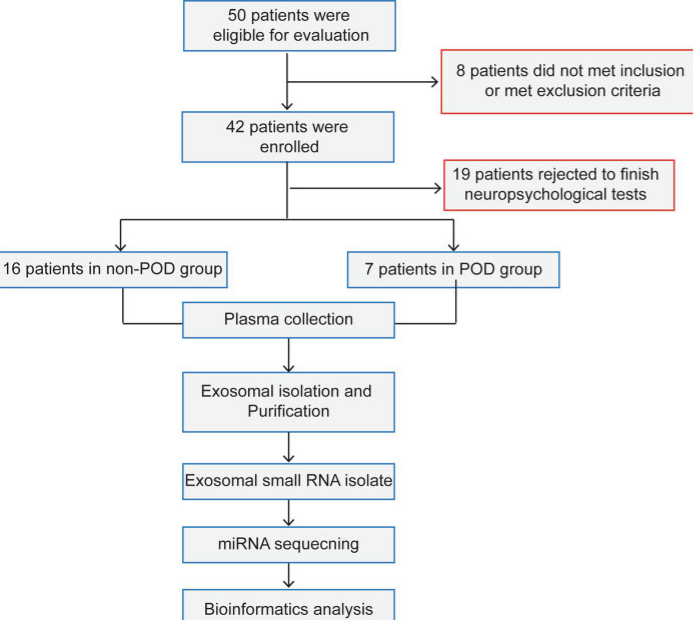 50 patients were
eligible for evaluation
8 patients did not met inclusion
or met exclusion criteria
42 patients were
enrolled
19 patients rejected to finish
neuropsychological tests
16 patients in non-POD group
7 patients in POD group
Plasma collection
Exosomal isolation and
Purification
Exosomal small RNA isolate
miRNA sequecning
Bioinformatics analysis